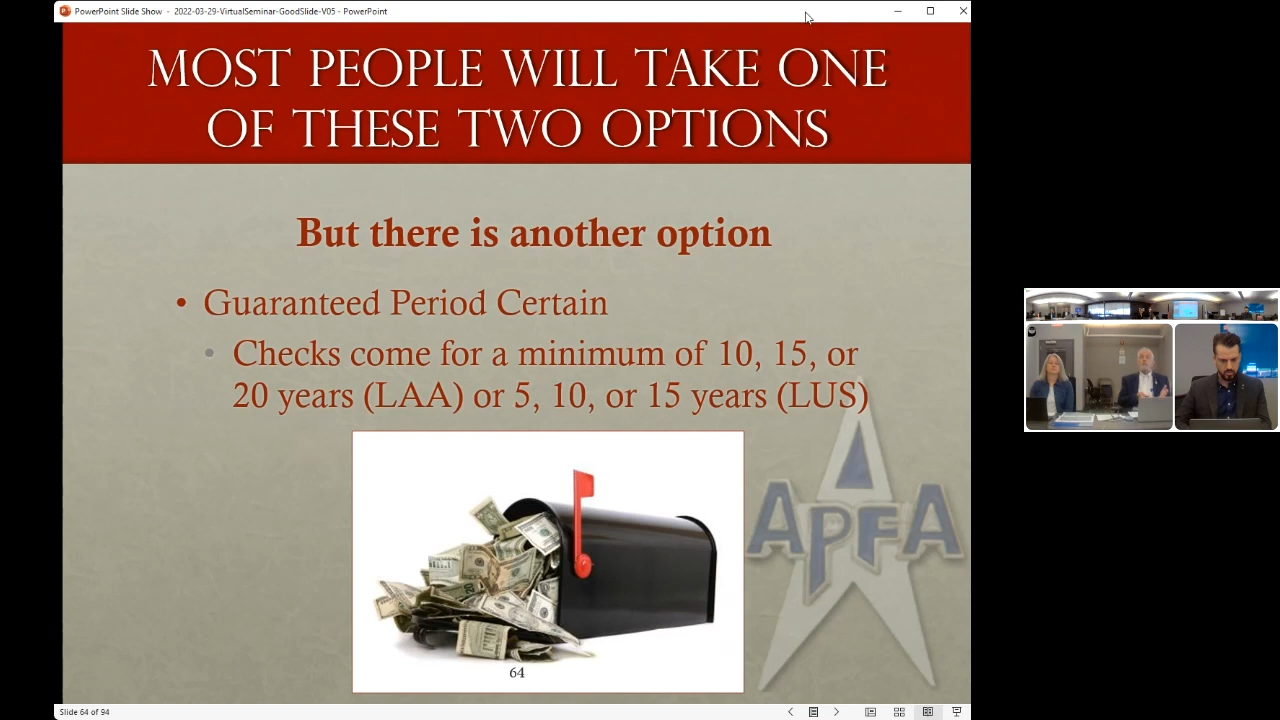 PowerPoint Slide Show - 2022-03-29-VirtualSeminar-GoodSlide-V05 - PowerPoint
MOST PEOPLE WILL TAKE ONE
OF THESE TWO OPTIONS
But there is another option
• Guaranteed Period Certain
• Checks come for a minimum of 10, 15, or
20 years (LAA) or 5, 10, or 15 years (LUS)
APFA
64
Slide 64 of 94